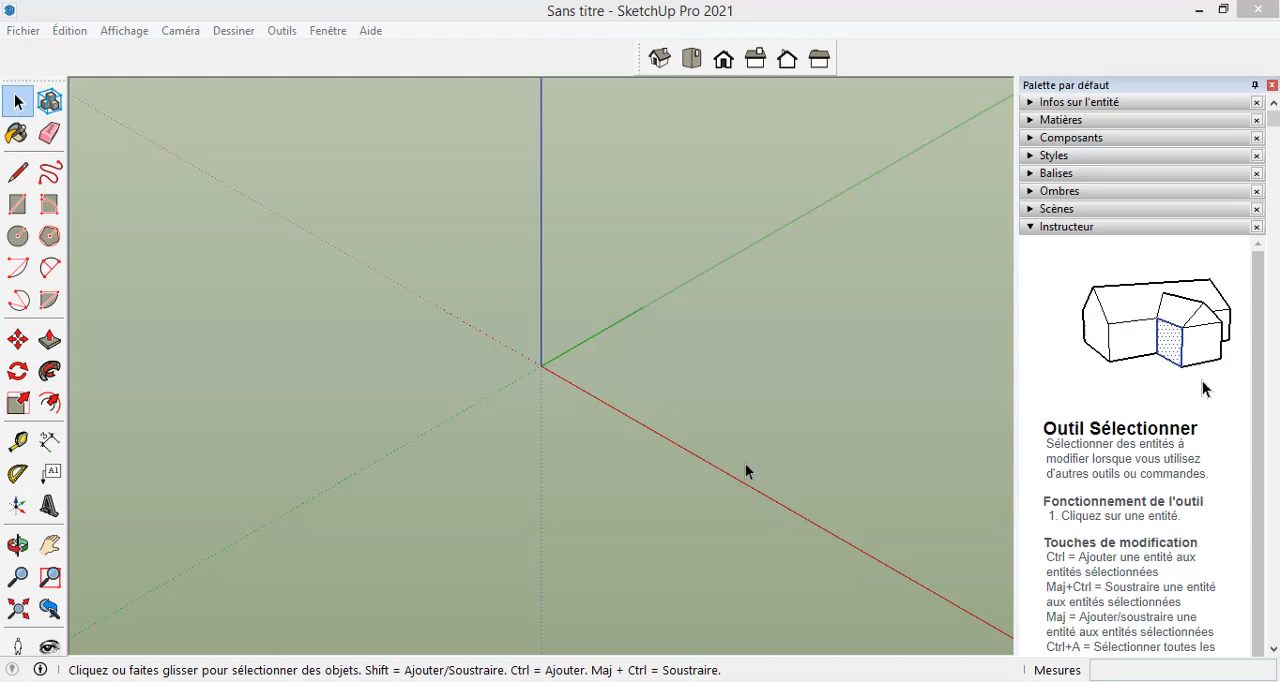 Sans titre - SketchUp Pro 2021
Fichier Édition Affichage Caméra Dessiner Outils Fenêtre Aide
Palette par défaut
Infos sur l'entité
Matières
Composants
Styles
Balises
Ombres
Scènes
Instructeur
Outil Sélectionner
Sélectionner des entités à
modifier lorsque vous utilisez
d'autres outils ou commandes.
Fonctionnement de l'outil
1. Cliquez sur une entité.
Touches de modification
Ctrl = Ajouter une entité aux
entités sélectionnées
Maj+Ctrl = Soustraire une entité
aux entités sélectionnées
Maj = Ajouter/soustraire une
entité aux entités sélectionnées
Ctrl+A = Sélectionner toutes les
A1
Cliquez ou faites glisser pour sélectionner des objets. Shift = Ajouter/Soustraire. Ctrl = Ajouter. Maj + Ctrl = Soustraire.
Mesures